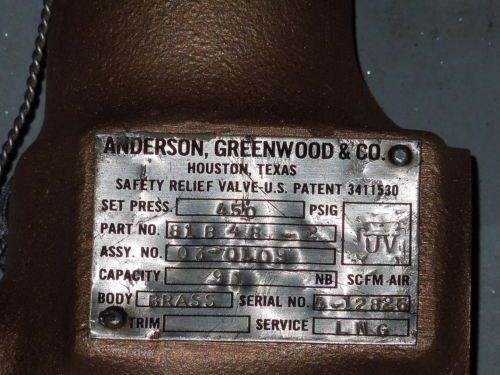 ANDERSON, GREENWOOD & CO.
HOUSTON, TEXAS
SAFETY RELIEF VALVE-U.S. PATENT 3411530
SET PRESS. 450 PSIG
PART NO.
ASSY. NO. UV
CAPACITY NB SCFM-AIR
BODY BRASS SERIAL NO.
TRIM SERVICE LNG